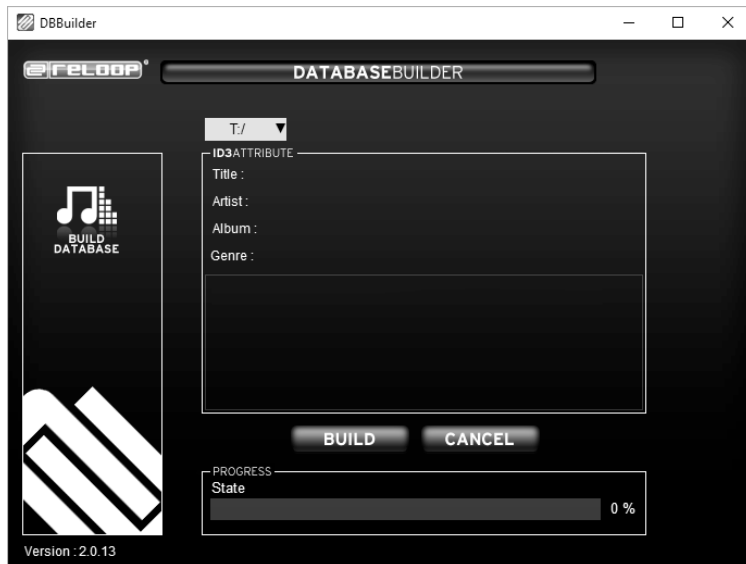 DBBuilder
RELOOP®
DATABASEBUILDER
T:/
ID3ATTRIBUTE
Title :
Artist :
Album :
Genre :
BUILD
DATABASE
BUILD CANCEL
PROGRESS
State
0 %
Version : 2.0.13